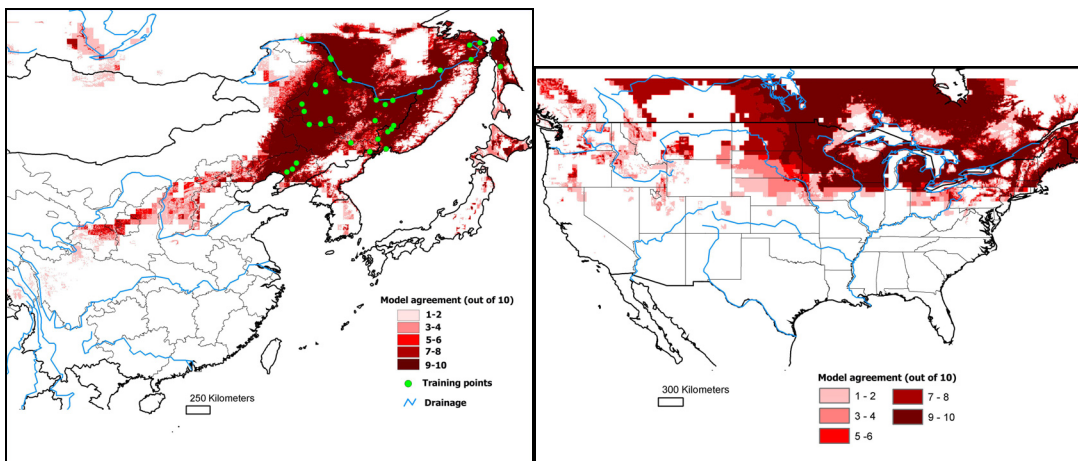 Model agreement (out of 10)
1-2
3-4
5-6
7-8
9-10
Training points
Drainage
250 Kilometers
300 Kilometers
Model agreement (out of 10)
1 - 2
3 - 4
5 -6
7 - 8
9 - 10